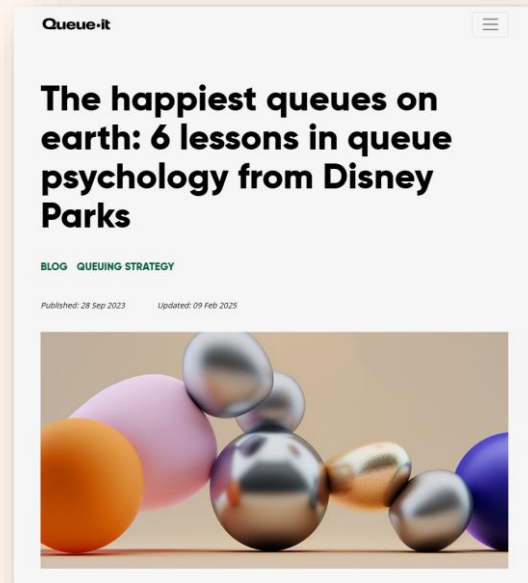 Queue-it
The happiest queues on
earth: 6 lessons in queue
psychology from Disney
Parks
BLOG QUEUING STRATEGY
Published: 28 Sep 2023 Updated: 09 Feb 2025